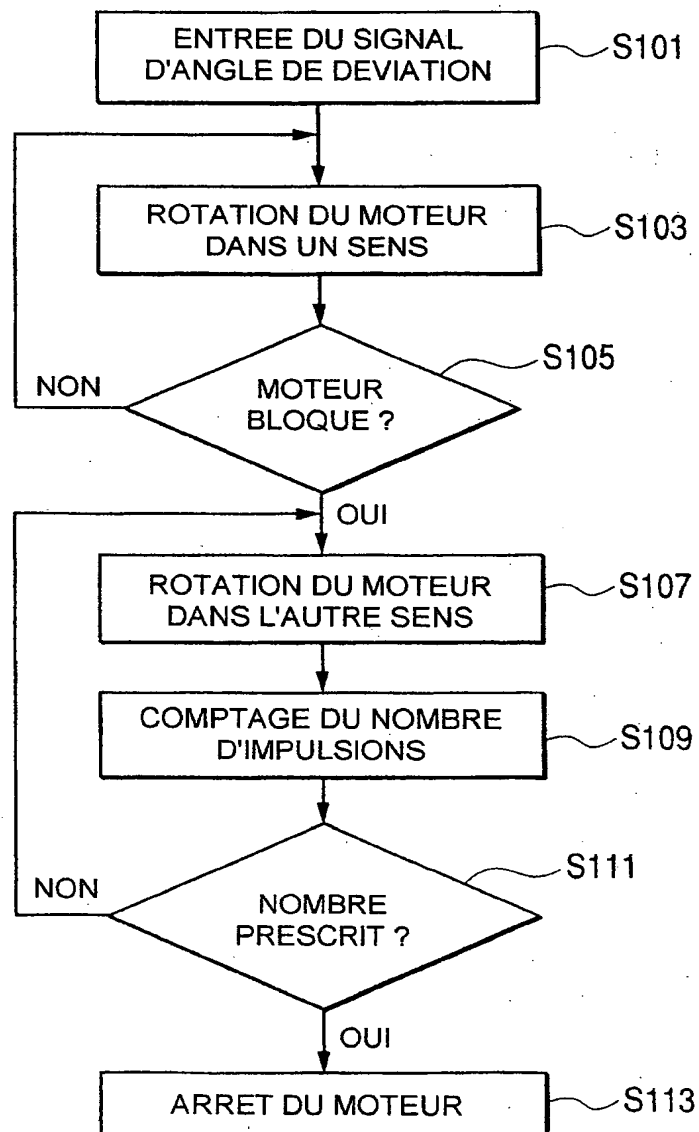 ENTREE DU SIGNAL
D'ANGLE DE DEVIATION
S101
ROTATION DU MOTEUR
DANS UN SENS
S103
MOTEUR
BLOQUE ?
S105
NON
OUI
ROTATION DU MOTEUR
DANS L'AUTRE SENS
S107
COMPTAGE DU NOMBRE
D'IMPULSIONS
S109
NOMBRE
PRESCRIT ?
S111
NON
OUI
ARRET DU MOTEUR
S113